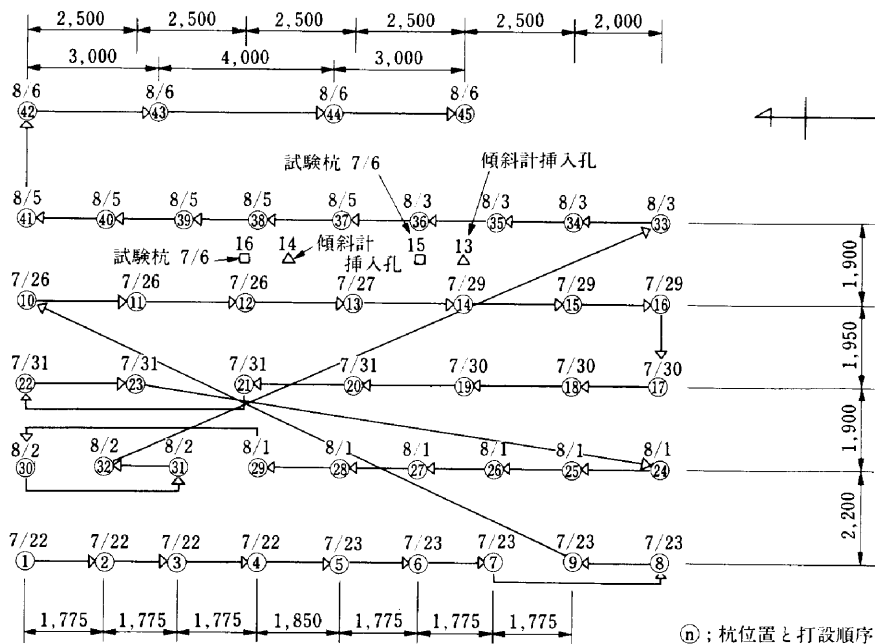 2,500 2,500 2,500 2,500 2,500 2,000
3,000 4,000 3,000
8/6 8/6 8/6 8/6
㊷ ㊸ ㊹ ㊺
試験杭 7/6 傾斜計挿入孔
8/5 8/5 8/5 8/5 8/5 8/3 8/3 8/3 8/3
㊶ ㊵ ㊴ ㊳ ㊲ ㊱ ㉟ ㉞ ㉝
16 14 傾斜計 15 13
試験杭 7/6 挿入孔
1,900
7/26 7/26 7/26 7/27 7/29 7/29 7/29
⑩ ⑪ ⑫ ⑬ ⑭ ⑮ ⑯
1,950
7/31 7/31 7/31 7/31 7/30 7/30 7/30
㉒ ㉓ ㉑ ⑳ ⑲ ⑱ ⑰
1,900
8/2 8/2 8/2 8/1 8/1 8/1 8/1 8/1 8/1
㉚ ㉜ ㉛ ㉙ ㉘ ㉗ ㉖ ㉕ ㉔
2,200
7/22 7/22 7/22 7/22 7/23 7/23 7/23 7/23 7/23
① ② ③ ④ ⑤ ⑥ ⑦ ⑨ ⑧
1,775 1,775 1,775 1,850 1,775 1,775 1,775
ⓝ;杭位置と打設順序